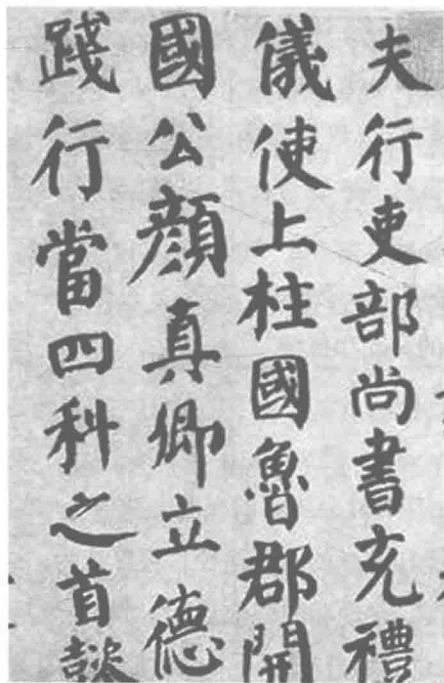 夫行吏部尚書充禮
儀使上柱國魯郡開
國公顏真卿立德
踐行當四科之首懿